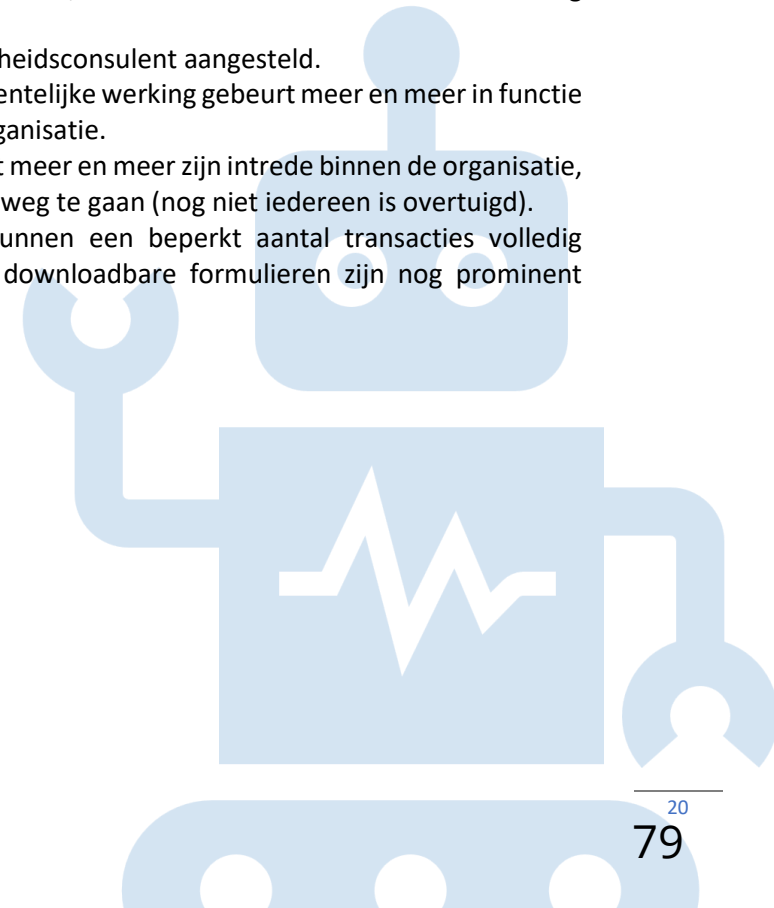 heidsconsulent aangesteld.
entelijke werking gebeurt meer en meer in functie
ganisatie.
t meer en meer zijn intrede binnen de organisatie,
weg te gaan (nog niet iedereen is overtuigd).
unnen een beperkt aantal transacties volledig
downloadbare formulieren zijn nog prominent
20
79